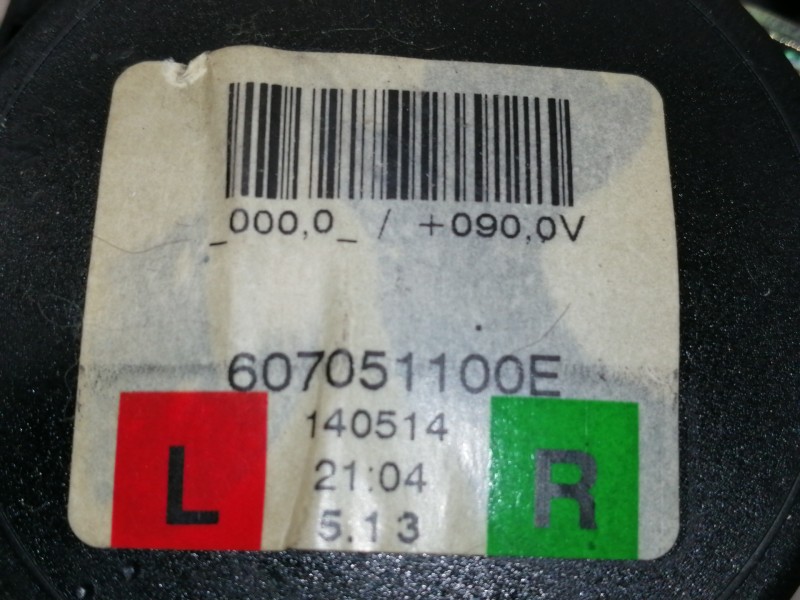 _000,0_ / +090,0V
607051100E
140514
21:04
5.13
L
R